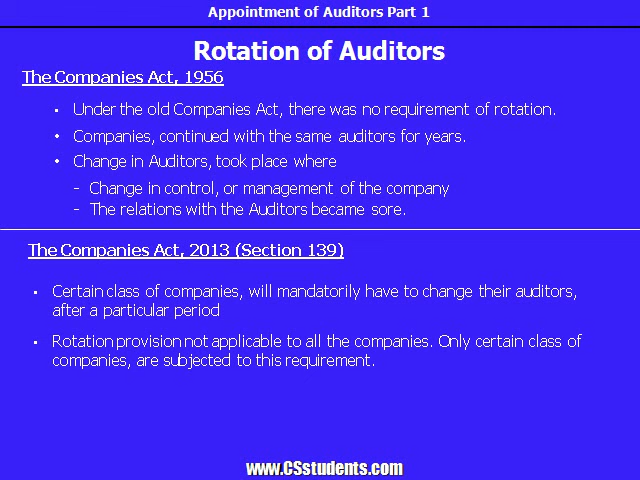 Appointment of Auditors Part 1
Rotation of Auditors
The Companies Act, 1956
• Under the old Companies Act, there was no requirement of rotation.
• Companies, continued with the same auditors for years.
• Change in Auditors, took place where
- Change in control, or management of the company
- The relations with the Auditors became sore.
The Companies Act, 2013 (Section 139)
• Certain class of companies, will mandatorily have to change their auditors,
after a particular period
• Rotation provision not applicable to all the companies. Only certain class of
companies, are subjected to this requirement.
www.CSstudents.com